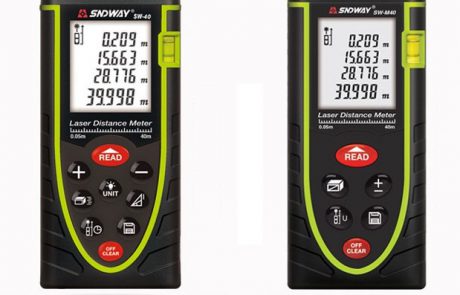 SNDWAY
SW-40
0.209 m
15.663 m
28.776 m
39.998 m
Laser Distance Meter
0.05m 40m
READ
+ −
UNIT
OFF
CLEAR
SNDWAY
SW-M40
0.209 m
15.663 m
28.776 m
39.998 m
Laser Distance Meter
0.05m 40m
READ
+
−
U
OFF
CLEAR